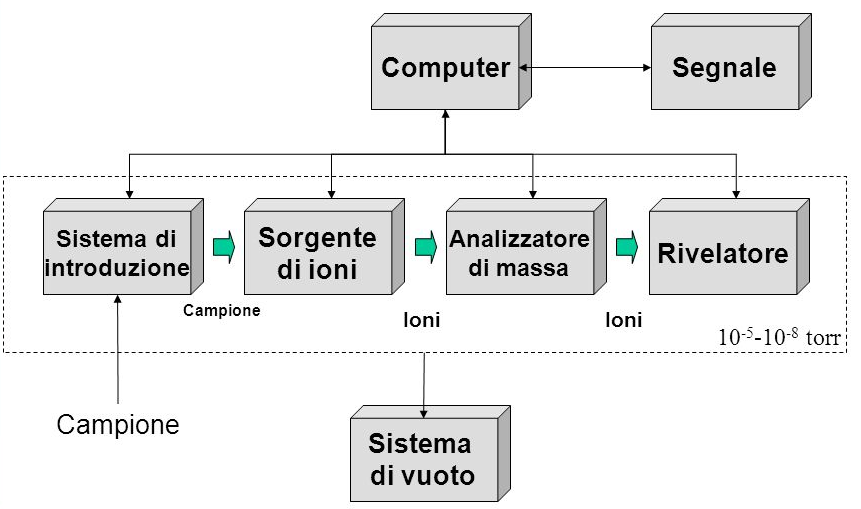 Computer
Segnale
Sistema di
introduzione
Sorgente
di ioni
Analizzatore
di massa
Rivelatore
Campione
Ioni
Ioni
10⁻⁵-10⁻⁸ torr
Campione
Sistema
di vuoto